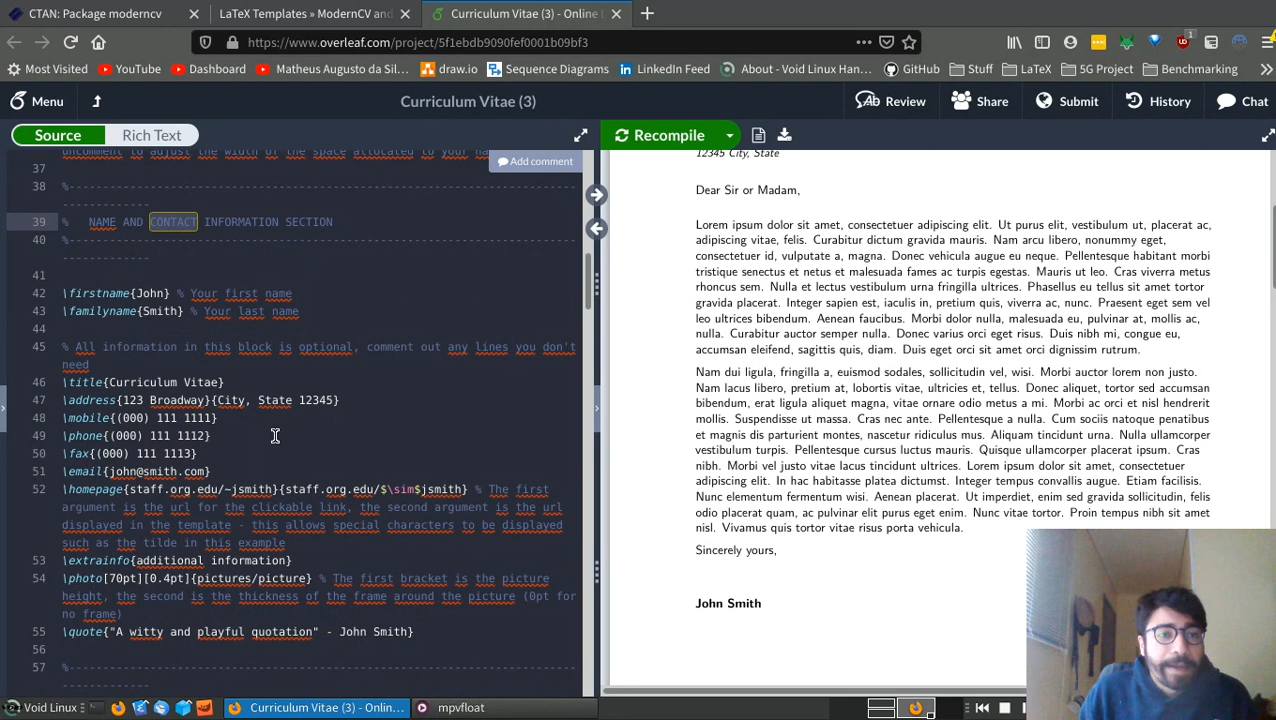 CTAN: Package moderncv
LaTeX Templates » ModernCV and
Curriculum Vitae (3) - Online
https://www.overleaf.com/project/5f1ebdb9090fef0001b09bf3
Most Visited
YouTube
Dashboard
Matheus Augusto da Sil…
draw.io
Sequence Diagrams
LinkedIn Feed
About - Void Linux Han…
GitHub
Stuff
LaTeX
5G Project
Benchmarking
Menu
Curriculum Vitae (3)
Review
Share
Submit
History
Chat
Source
Rich Text
Recompile
uncomment to adjust the width of the space allocated to your
Add comment
37
38 %---------------------------------------------------------------------------
-------------
39 % NAME AND CONTACT INFORMATION SECTION
40 %---------------------------------------------------------------------------
-------------
41
42 \firstname{John} % Your first name
43 \familyname{Smith} % Your last name
44
45 % All information in this block is optional, comment out any lines you don't
need
46 \title{Curriculum Vitae}
47 \address{123 Broadway}{City, State 12345}
48 \mobile{(000) 111 1111}
49 \phone{(000) 111 1112}
50 \fax{(000) 111 1113}
51 \email{john@smith.com}
52 \homepage{staff.org.edu/~jsmith}{staff.org.edu/$\sim$jsmith} % The first
argument is the url for the clickable link, the second argument is the url
displayed in the template - this allows special characters to be displayed
such as the tilde in this example
53 \extrainfo{additional information}
54 \photo[70pt][0.4pt]{pictures/picture} % The first bracket is the picture
height, the second is the thickness of the frame around the picture (0pt for
no frame)
55 \quote{"A witty and playful quotation" - John Smith}
56
57 %---------------------------------------------------------------------------
-------------
12345 City, State
Dear Sir or Madam,
Lorem ipsum dolor sit amet, consectetuer adipiscing elit. Ut purus elit, vestibulum ut, placerat ac,
adipiscing vitae, felis. Curabitur dictum gravida mauris. Nam arcu libero, nonummy eget,
consectetuer id, vulputate a, magna. Donec vehicula augue eu neque. Pellentesque habitant morbi
tristique senectus et netus et malesuada fames ac turpis egestas. Mauris ut leo. Cras viverra metus
rhoncus sem. Nulla et lectus vestibulum urna fringilla ultrices. Phasellus eu tellus sit amet tortor
gravida placerat. Integer sapien est, iaculis in, pretium quis, viverra ac, nunc. Praesent eget sem vel
leo ultrices bibendum. Aenean faucibus. Morbi dolor nulla, malesuada eu, pulvinar at, mollis ac,
nulla. Curabitur auctor semper nulla. Donec varius orci eget risus. Duis nibh mi, congue eu,
accumsan eleifend, sagittis quis, diam. Duis eget orci sit amet orci dignissim rutrum.
Nam dui ligula, fringilla a, euismod sodales, sollicitudin vel, wisi. Morbi auctor lorem non justo.
Nam lacus libero, pretium at, lobortis vitae, ultricies et, tellus. Donec aliquet, tortor sed accumsan
bibendum, erat ligula aliquet magna, vitae ornare odio metus a mi. Morbi ac orci et nisl hendrerit
mollis. Suspendisse ut massa. Cras nec ante. Pellentesque a nulla. Cum sociis natoque penatibus
et magnis dis parturient montes, nascetur ridiculus mus. Aliquam tincidunt urna. Nulla ullamcorper
vestibulum turpis. Pellentesque cursus luctus mauris. Quisque ullamcorper placerat ipsum. Cras
nibh. Morbi vel justo vitae lacus tincidunt ultrices. Lorem ipsum dolor sit amet, consectetuer
adipiscing elit. In hac habitasse platea dictumst. Integer tempus convallis augue. Etiam facilisis.
Nunc elementum fermentum wisi. Aenean placerat. Ut imperdiet, enim sed gravida sollicitudin, felis
odio placerat quam, ac pulvinar elit purus eget enim. Nunc vitae tortor. Proin tempus nibh sit amet
nisl. Vivamus quis tortor vitae risus porta vehicula.
Sincerely yours,
John Smith
Void Linux
Curriculum Vitae (3) - Onlin…
mpvfloat